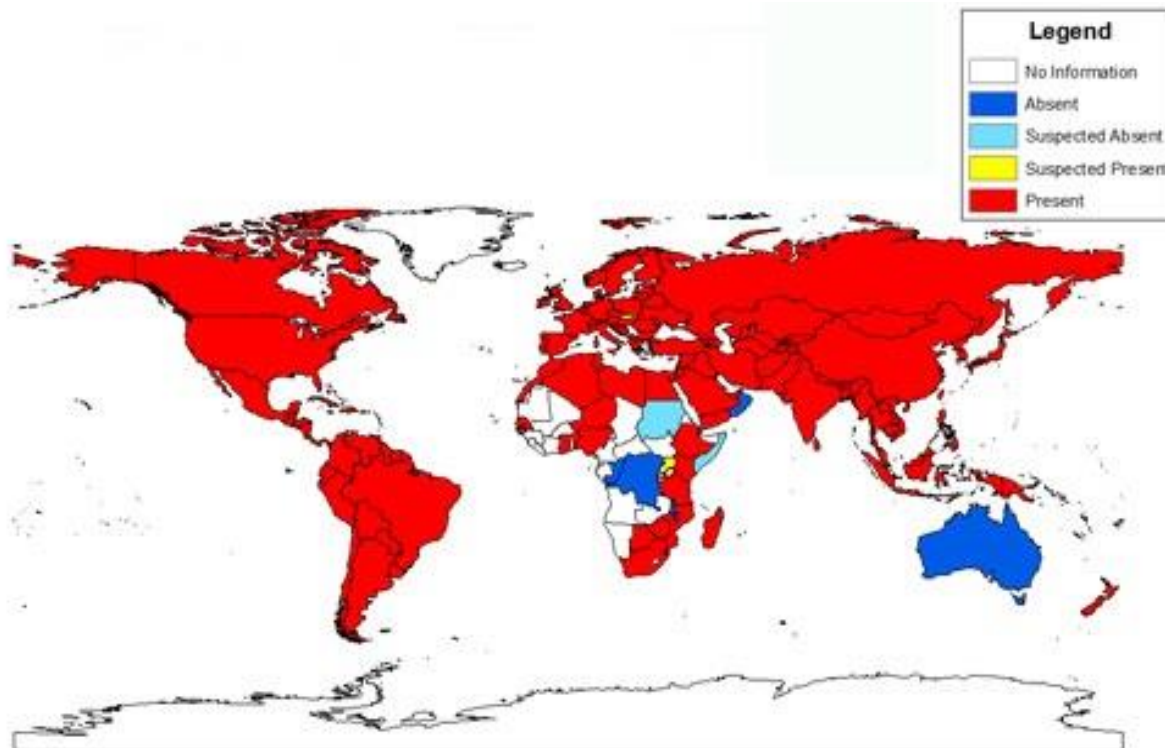 Legend
No Information
Absent
Suspected Absent
Suspected Present
Present